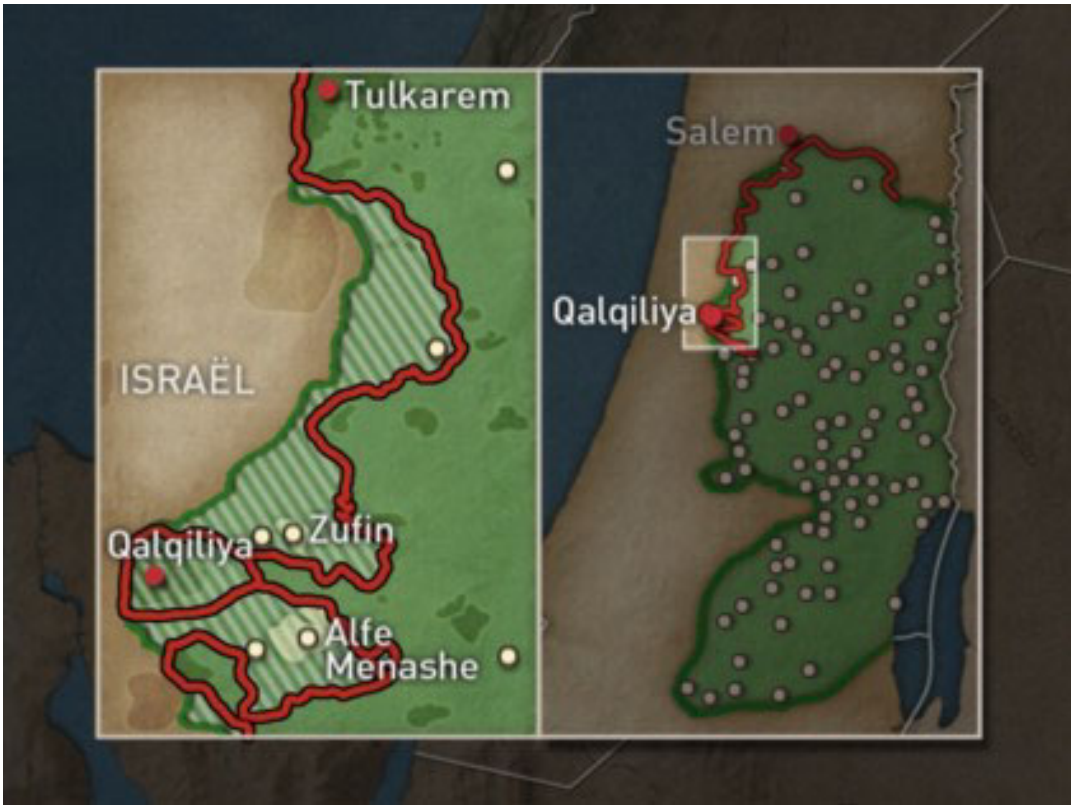 Tulkarem
ISRAËL
Qalqiliya
Zufin
Alfe
Menashe
Salem
Qalqiliya